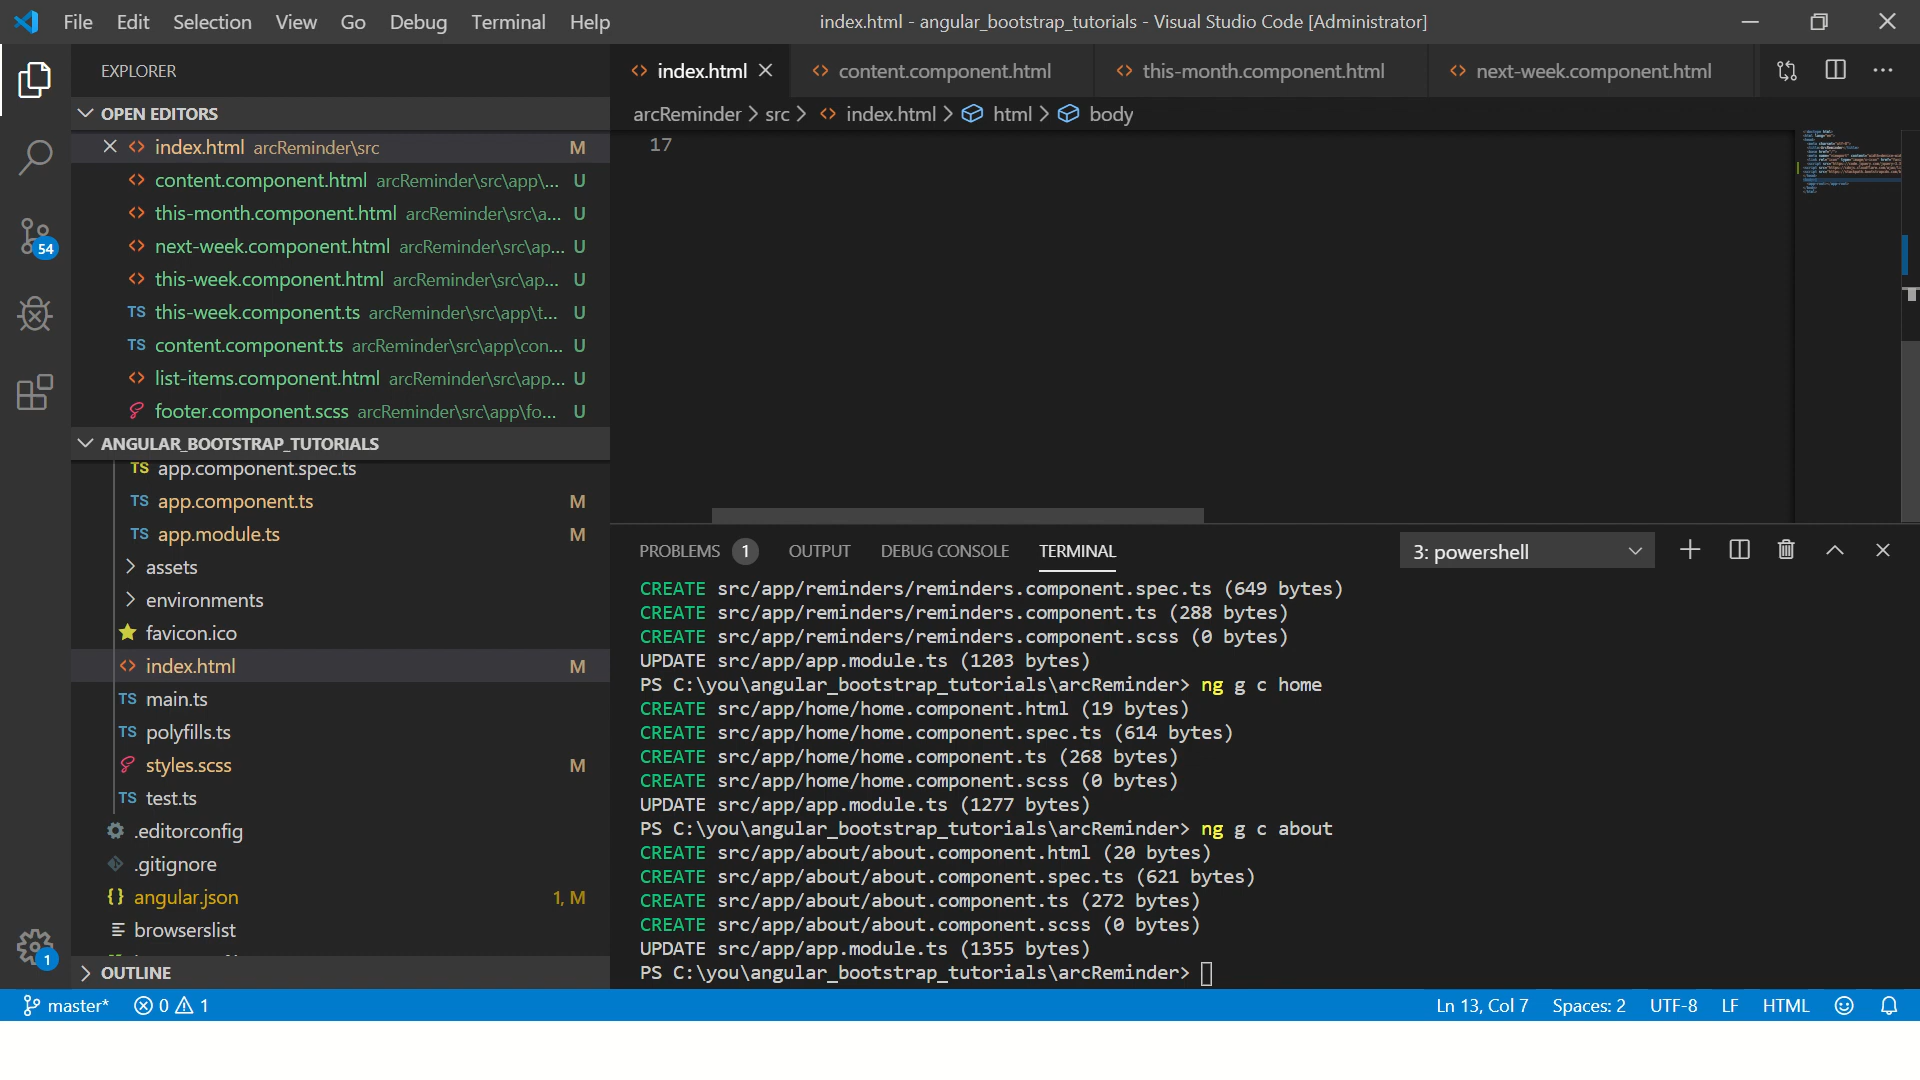 File Edit Selection View Go Debug Terminal Help
index.html - angular_bootstrap_tutorials - Visual Studio Code [Administrator]
EXPLORER
OPEN EDITORS
index.html arcReminder\src M
content.component.html arcReminder\src\app\... U
this-month.component.html arcReminder\src\a... U
next-week.component.html arcReminder\src\ap... U
this-week.component.html arcReminder\src\ap... U
TS this-week.component.ts arcReminder\src\app\t... U
TS content.component.ts arcReminder\src\app\con... U
list-items.component.html arcReminder\src\app... U
footer.component.scss arcReminder\src\app\fo... U
54
ANGULAR_BOOTSTRAP_TUTORIALS
TS app.component.spec.ts
TS app.component.ts M
TS app.module.ts M
assets
environments
favicon.ico
index.html M
TS main.ts
TS polyfills.ts
styles.scss M
TS test.ts
.editorconfig
.gitignore
{} angular.json 1, M
browserslist
1
OUTLINE
index.html
content.component.html
this-month.component.html
next-week.component.html
arcReminder > src > index.html > html > body
17
PROBLEMS 1 OUTPUT DEBUG CONSOLE TERMINAL
3: powershell
CREATE src/app/reminders/reminders.component.spec.ts (649 bytes)
CREATE src/app/reminders/reminders.component.ts (288 bytes)
CREATE src/app/reminders/reminders.component.scss (0 bytes)
UPDATE src/app/app.module.ts (1203 bytes)
PS C:\you\angular_bootstrap_tutorials\arcReminder> ng g c home
CREATE src/app/home/home.component.html (19 bytes)
CREATE src/app/home/home.component.spec.ts (614 bytes)
CREATE src/app/home/home.component.ts (268 bytes)
CREATE src/app/home/home.component.scss (0 bytes)
UPDATE src/app/app.module.ts (1277 bytes)
PS C:\you\angular_bootstrap_tutorials\arcReminder> ng g c about
CREATE src/app/about/about.component.html (20 bytes)
CREATE src/app/about/about.component.spec.ts (621 bytes)
CREATE src/app/about/about.component.ts (272 bytes)
CREATE src/app/about/about.component.scss (0 bytes)
UPDATE src/app/app.module.ts (1355 bytes)
PS C:\you\angular_bootstrap_tutorials\arcReminder>
master* 0 1
Ln 13, Col 7 Spaces: 2 UTF-8 LF HTML